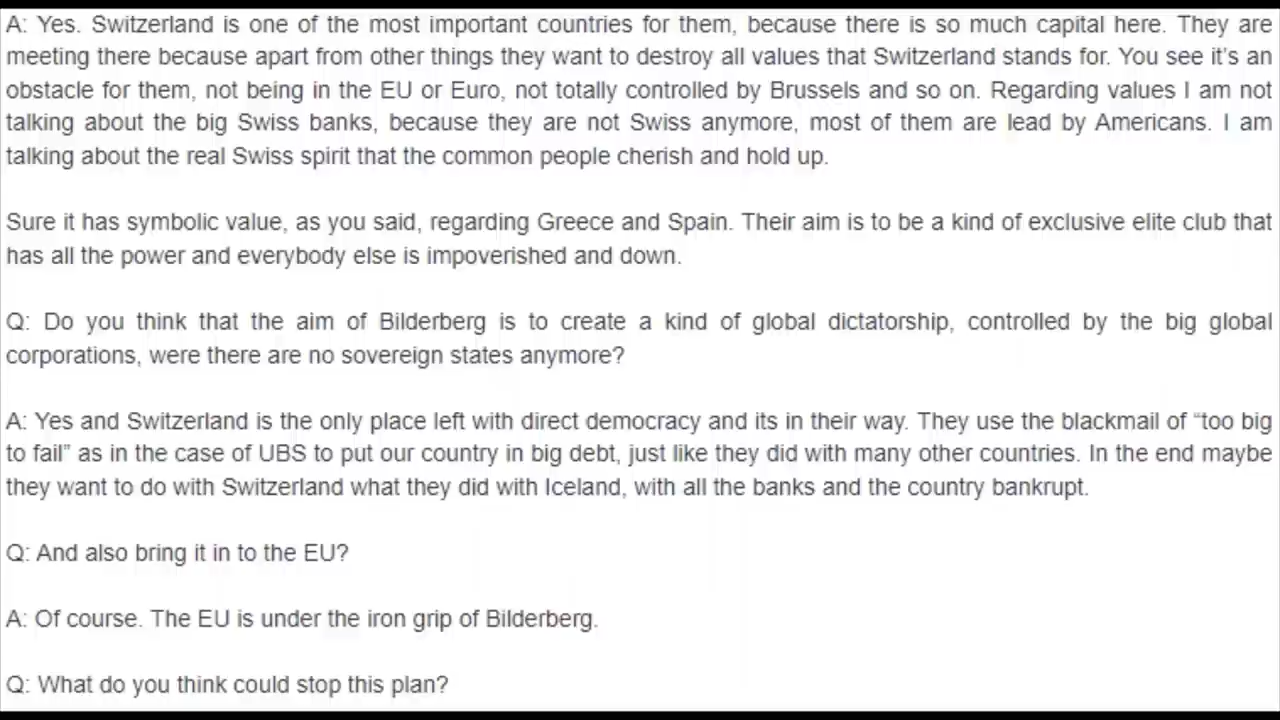 A: Yes. Switzerland is one of the most important countries for them, because there is so much capital here. They are
meeting there because apart from other things they want to destroy all values that Switzerland stands for. You see it's an
obstacle for them, not being in the EU or Euro, not totally controlled by Brussels and so on. Regarding values I am not
talking about the big Swiss banks, because they are not Swiss anymore, most of them are lead by Americans. I am
talking about the real Swiss spirit that the common people cherish and hold up.
Sure it has symbolic value, as you said, regarding Greece and Spain. Their aim is to be a kind of exclusive elite club that
has all the power and everybody else is impoverished and down.
Q: Do you think that the aim of Bilderberg is to create a kind of global dictatorship, controlled by the big global
corporations, were there are no sovereign states anymore?
A: Yes and Switzerland is the only place left with direct democracy and its in their way. They use the blackmail of “too big
to fail” as in the case of UBS to put our country in big debt, just like they did with many other countries. In the end maybe
they want to do with Switzerland what they did with Iceland, with all the banks and the country bankrupt.
Q: And also bring it in to the EU?
A: Of course. The EU is under the iron grip of Bilderberg.
Q: What do you think could stop this plan?